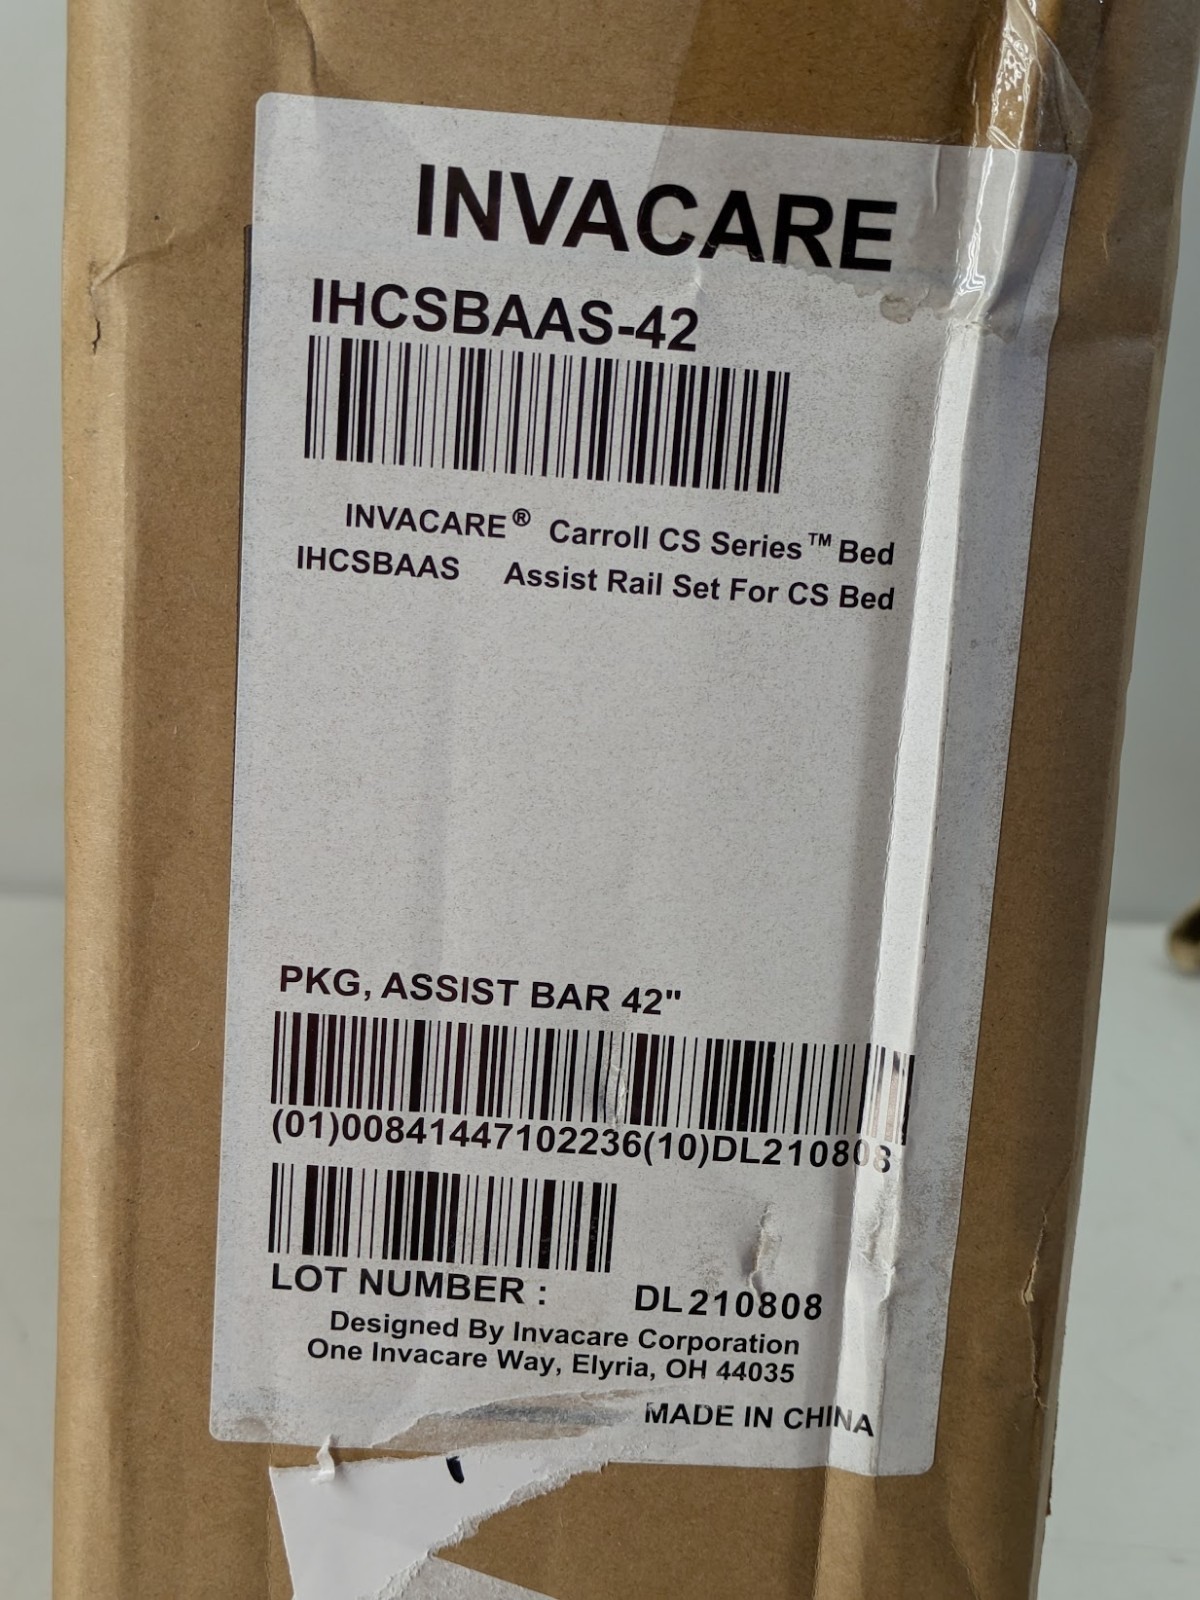 INVACARE
IHCSBAAS-42
INVACARE® Carroll CS Series™ Bed
IHCSBAAS Assist Rail Set For CS Bed
PKG, ASSIST BAR 42"
(01)00841447102236(10)DL210808
LOT NUMBER : DL210808
Designed By Invacare Corporation
One Invacare Way, Elyria, OH 44035
MADE IN CHINA